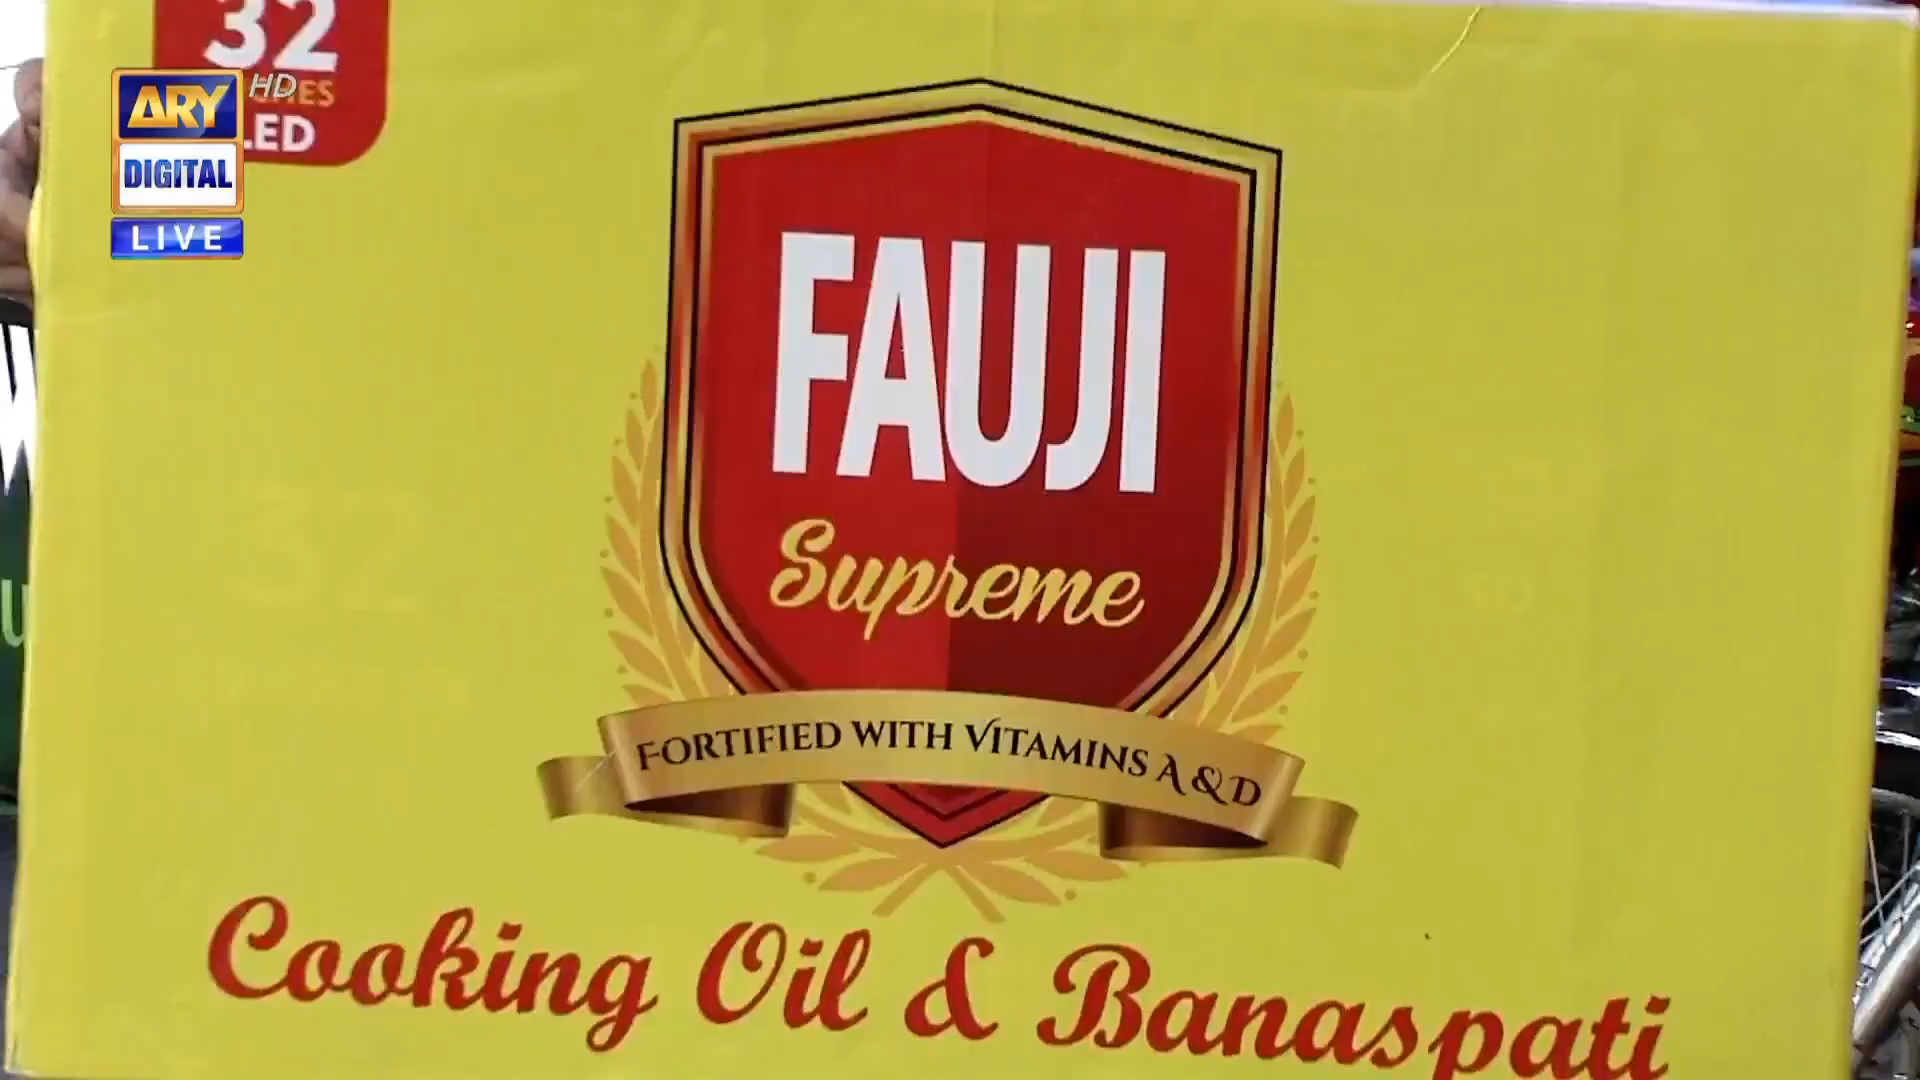 32
HD
ARY
LED
DIGITAL
LIVE
FAUJI
Supreme
FORTIFIED WITH VITAMINS A & D
Cooking Oil & Banaspati